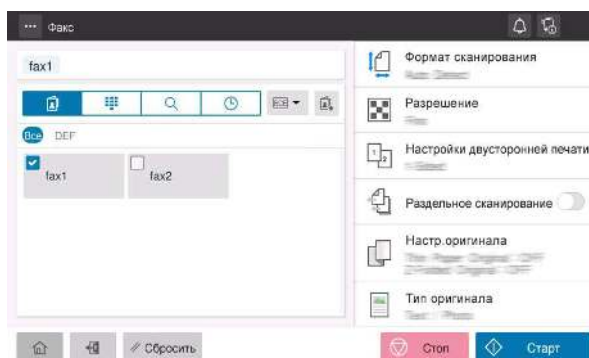 Факс
fax1
Все DEF
fax1
fax2
Формат сканирования
Разрешение
Настройки двусторонней печати
Раздельное сканирование
Настр.оригинала
Тип оригинала
Сбросить
Стоп
Старт